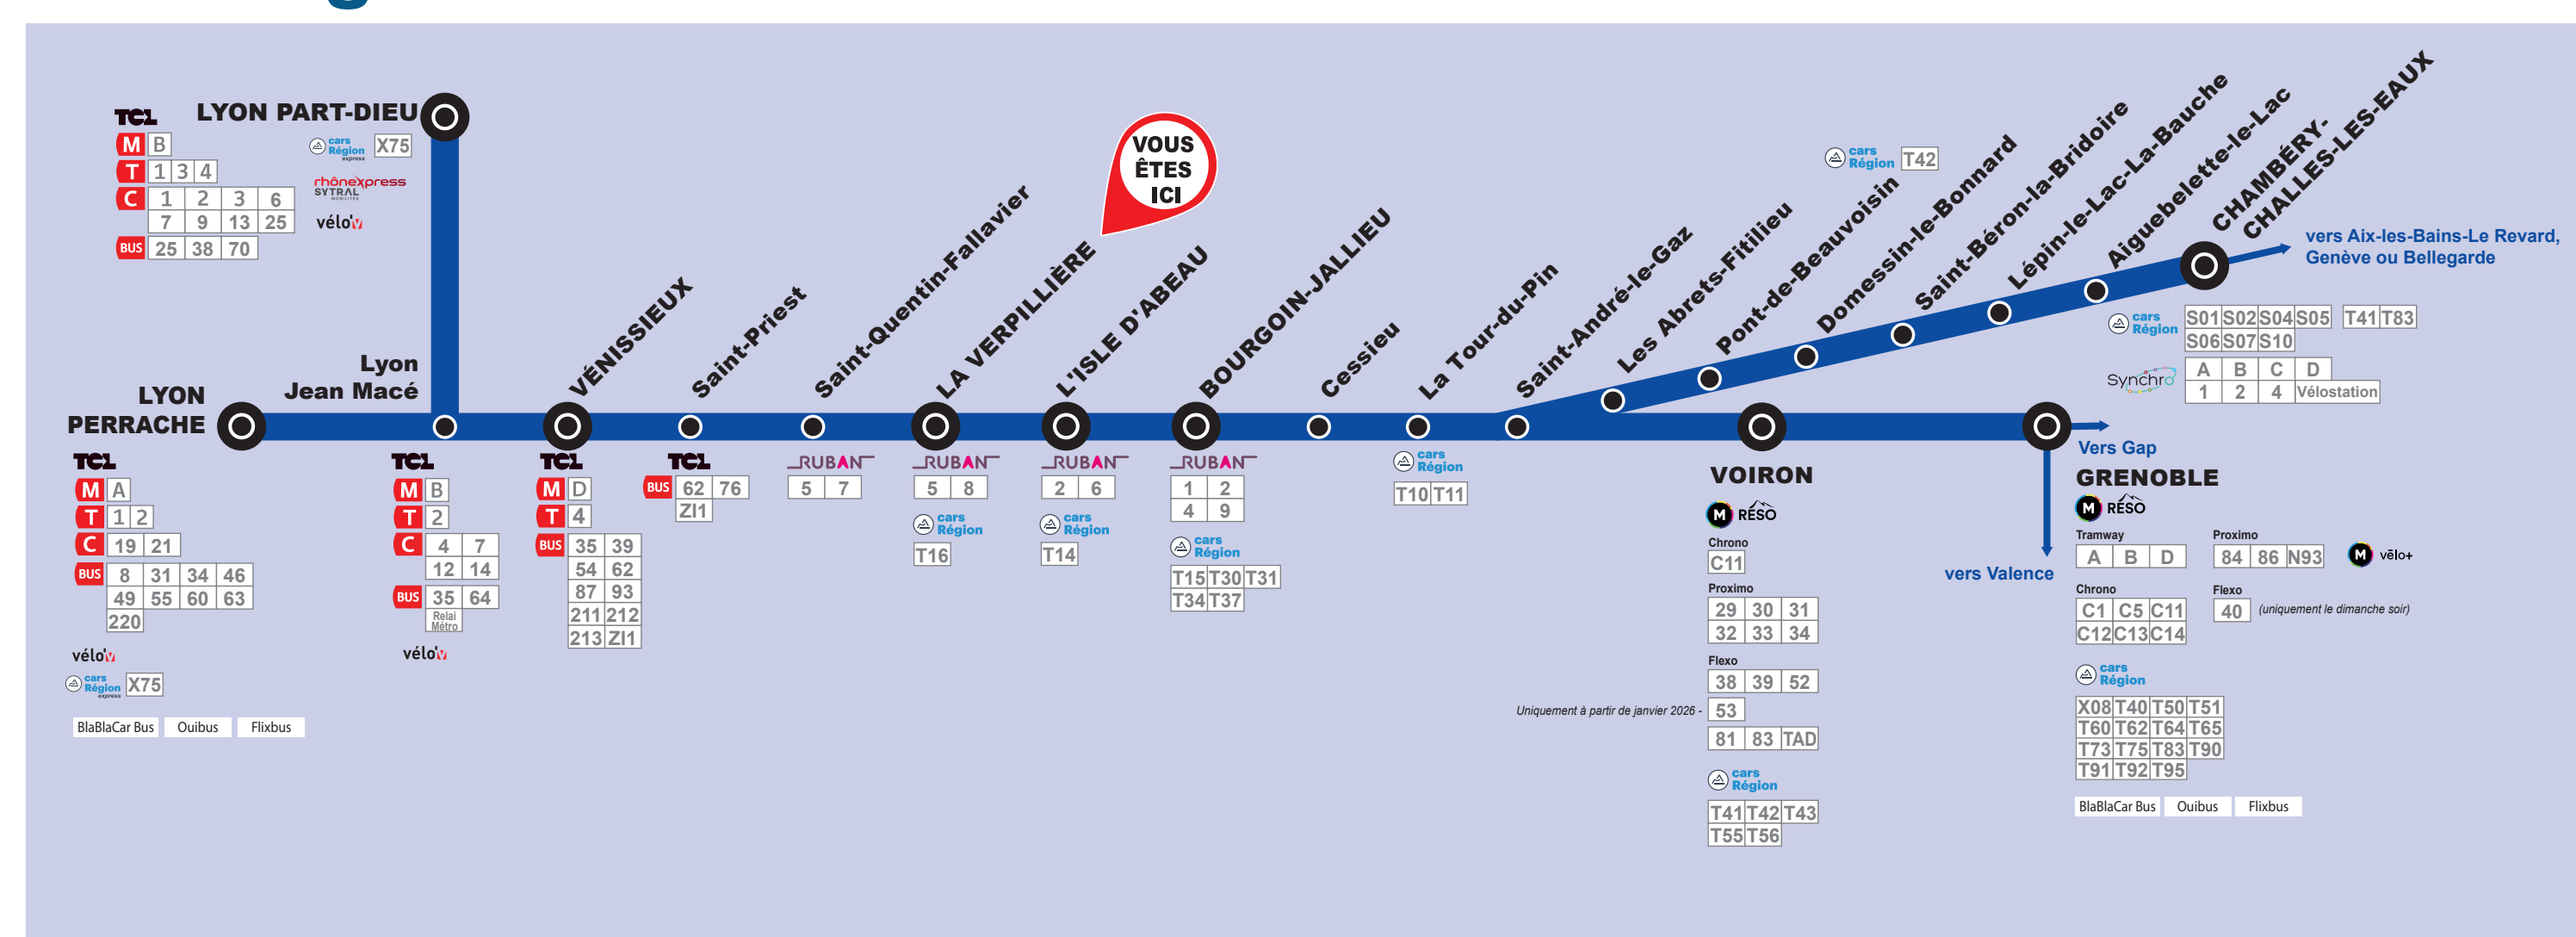 LYON PART-DIEU
TCL
M B
T 1 3 4
C 1 2 3 6
7 9 13 25
BUS 25 38 70
cars Région express X75
rhônexpress
SYTRAL
MOBILITÉS
vélo'v
LYON
PERRACHE
TCL
M A
T 1 2
C 19 21
BUS 8 31 34 46
49 55 60 63
220
vélo'v
cars Région express X75
BlaBlaCar Bus Ouibus Flixbus
Lyon
Jean Macé
TCL
M B
T 2
C 4 7
12 14
BUS 35 64
Relai
Métro
vélo'v
VÉNISSIEUX
TCL
M D
T 4
BUS 35 39
54 62
87 93
211 212
213 ZI1
Saint-Priest
TCL
BUS 62 76
ZI1
Saint-Quentin-Fallavier
RUBAN
5 7
VOUS
ÊTES
ICI
LA VERPILLIÈRE
RUBAN
5 8
cars
Région
T16
L'ISLE D'ABEAU
RUBAN
2 6
cars
Région
T14
BOURGOIN-JALLIEU
RUBAN
1 2
4 9
cars
Région
T15 T30 T31
T34 T37
Cessieu
La Tour-du-Pin
cars
Région
T10 T11
Saint-André-le-Gaz
Les Abrets-Fitilieu
Pont-de-Beauvoisin
cars
Région T42
Domessin-le-Bonnard
Saint-Béron-la-Bridoire
Lépin-le-Lac-La-Bauche
Aiguebelette-le-Lac
CHAMBÉRY-
CHALLES-LES-EAUX
vers Aix-les-Bains-Le Revard,
Genève ou Bellegarde
cars
Région
S01 S02 S04 S05 T41 T83
S06 S07 S10
Synchro
A B C D
1 2 4 Vélostation
VOIRON
M RÉSO
Chrono
C11
Proximo
29 30 31
32 33 34
Flexo
38 39 52
Uniquement à partir de janvier 2026 - 53
81 83 TAD
cars
Région
T41 T42 T43
T55 T56
Vers Gap
vers Valence
GRENOBLE
M RÉSO
Tramway
A B D
Proximo
84 86 N93
M vélo+
Chrono
C1 C5 C11
C12 C13 C14
Flexo
40 (uniquement le dimanche soir)
cars
Région
X08 T40 T50 T51
T60 T62 T64 T65
T73 T75 T83 T90
T91 T92 T95
BlaBlaCar Bus Ouibus Flixbus